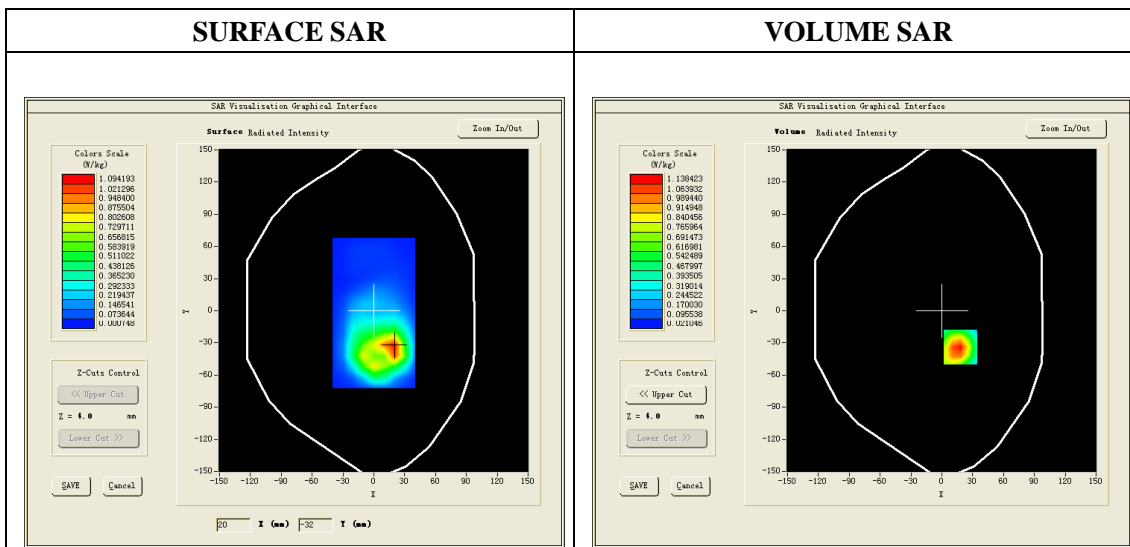 SURFACE SAR
VOLUME SAR
SAR Visualisation Graphical Interface
Surface Radiated Intensity
Zoom In/Out
Colors Scale
(W/kg)
1.094193
1.021296
0.948400
0.875504
0.802608
0.729711
0.656815
0.583919
0.511022
0.438126
0.365230
0.292333
0.219437
0.146541
0.073644
0.000748
Z-Cuts Control
<< Upper Cut
Z = 4.0 mm
Lower Cut >>
SAVE
Cancel
150
120
90
60
30
0
-30
-60
-90
-120
-150
Y
-150 -120 -90 -60 -30 0 30 60 90 120 150
X
20 X (mm) -32 Y (mm)
SAR Visualisation Graphical Interface
Volume Radiated Intensity
Zoom In/Out
Colors Scale
(W/kg)
1.138423
1.063932
0.989440
0.914948
0.840456
0.765964
0.691473
0.616981
0.542489
0.467997
0.393505
0.319014
0.244522
0.170030
0.095538
0.021046
Z-Cuts Control
<< Upper Cut
Z = 4.0 mm
Lower Cut >>
SAVE
Cancel
150
120
90
60
30
0
-30
-60
-90
-120
-150
Y
-150 -120 -90 -60 -30 0 30 60 90 120 150
X